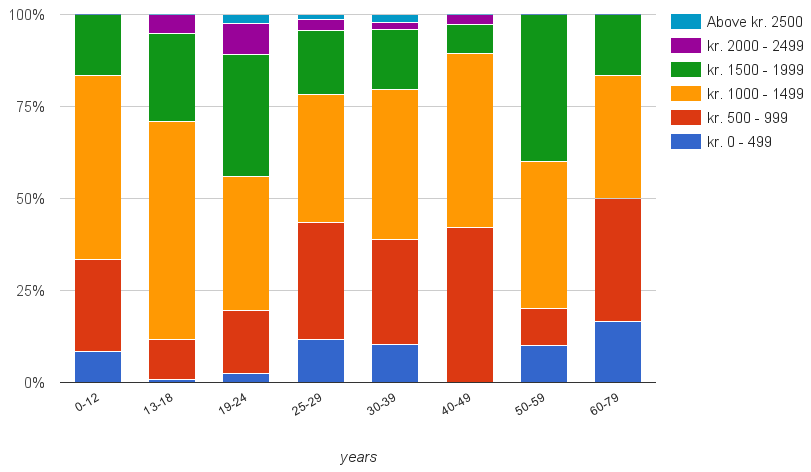 100%
75%
50%
25%
0%
0-12
13-18
19-24
25-29
30-39
40-49
50-59
60-79
years
Above kr. 2500
kr. 2000 - 2499
kr. 1500 - 1999
kr. 1000 - 1499
kr. 500 - 999
kr. 0 - 499